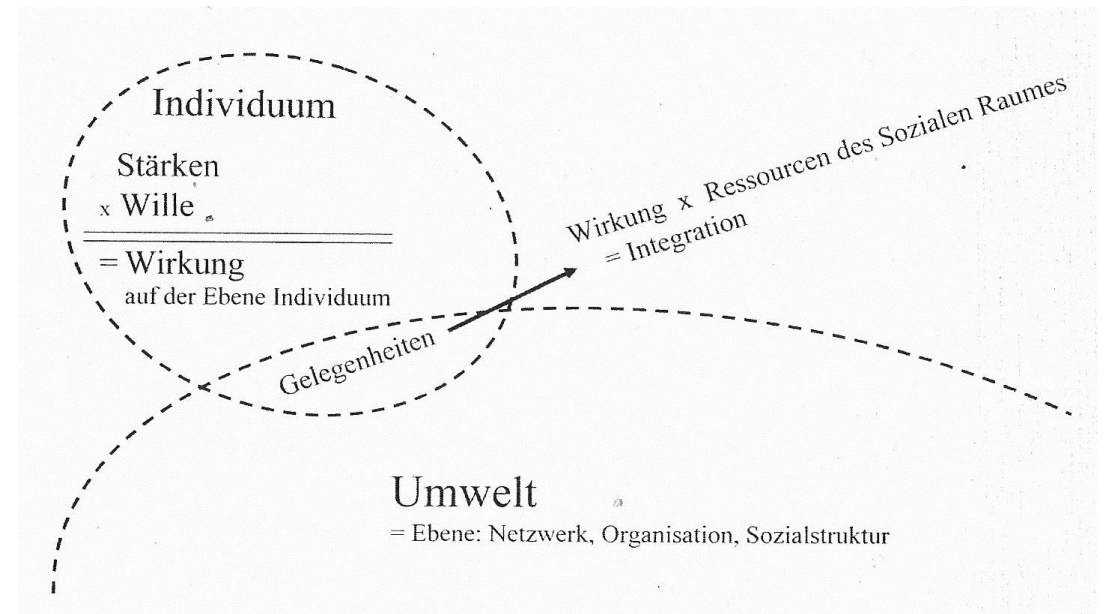 Individuum
Stärken
x Wille
= Wirkung
auf der Ebene Individuum
Gelegenheiten
Wirkung x Ressourcen des Sozialen Raumes
= Integration
Umwelt
= Ebene: Netzwerk, Organisation, Sozialstruktur